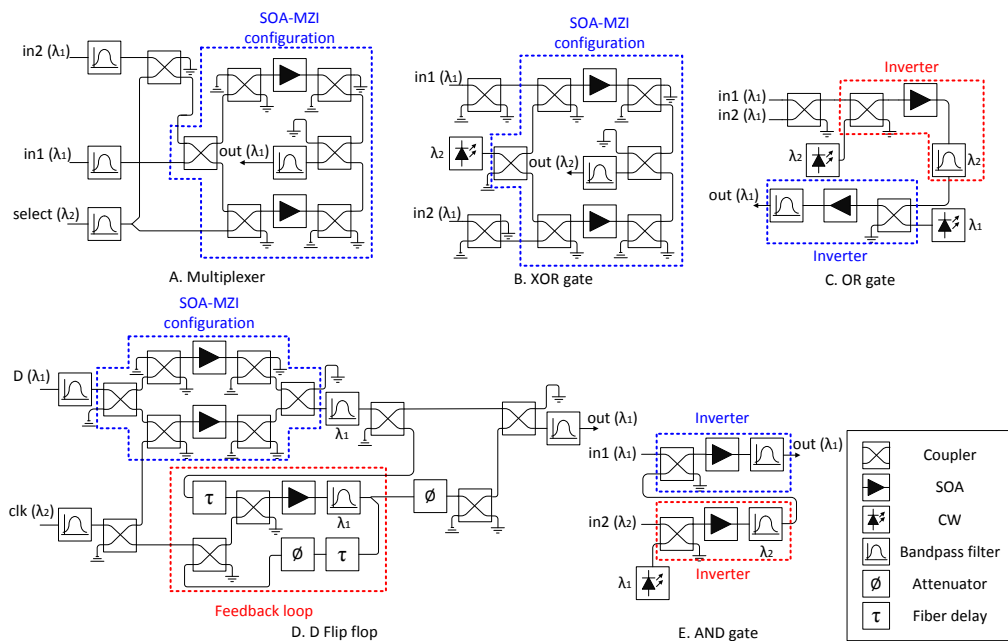 SOA-MZI
configuration
in2 (λ₁)
in1 (λ₁)
select (λ₂)
out (λ₁)
A. Multiplexer
SOA-MZI
configuration
in1 (λ₁)
λ₂
out (λ₂)
in2 (λ₁)
B. XOR gate
Inverter
in1 (λ₁)
in2 (λ₁)
λ₂
λ₂
out (λ₁)
λ₁
Inverter
C. OR gate
SOA-MZI
configuration
D (λ₁)
λ₁
out (λ₁)
clk (λ₂)
τ
λ₁
ϕ
ϕ
τ
Feedback loop
D. D Flip flop
Inverter
out (λ₁)
in1 (λ₁)
in2 (λ₂)
λ₂
λ₁
Inverter
E. AND gate
Coupler
SOA
CW
Bandpass filter
ϕ Attenuator
τ Fiber delay